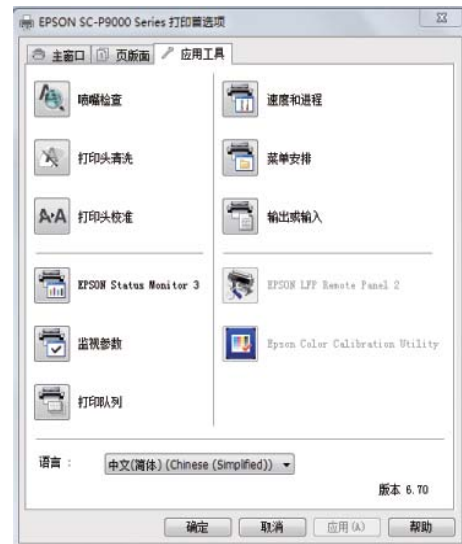 EPSON SC-P9000 Series 打印首选项
主窗口 页版面 应用工具
喷嘴检查
速度和进程
打印头清洗
菜单安排
A·A 打印头校准
输出或输入
EPSON Status Monitor 3
EPSON LFP Remote Panel 2
监视参数
Epson Color Calibration Utility
打印队列
语言 : 中文(简体) (Chinese (Simplified))
版本 6.70
确定 取消 应用(A) 帮助